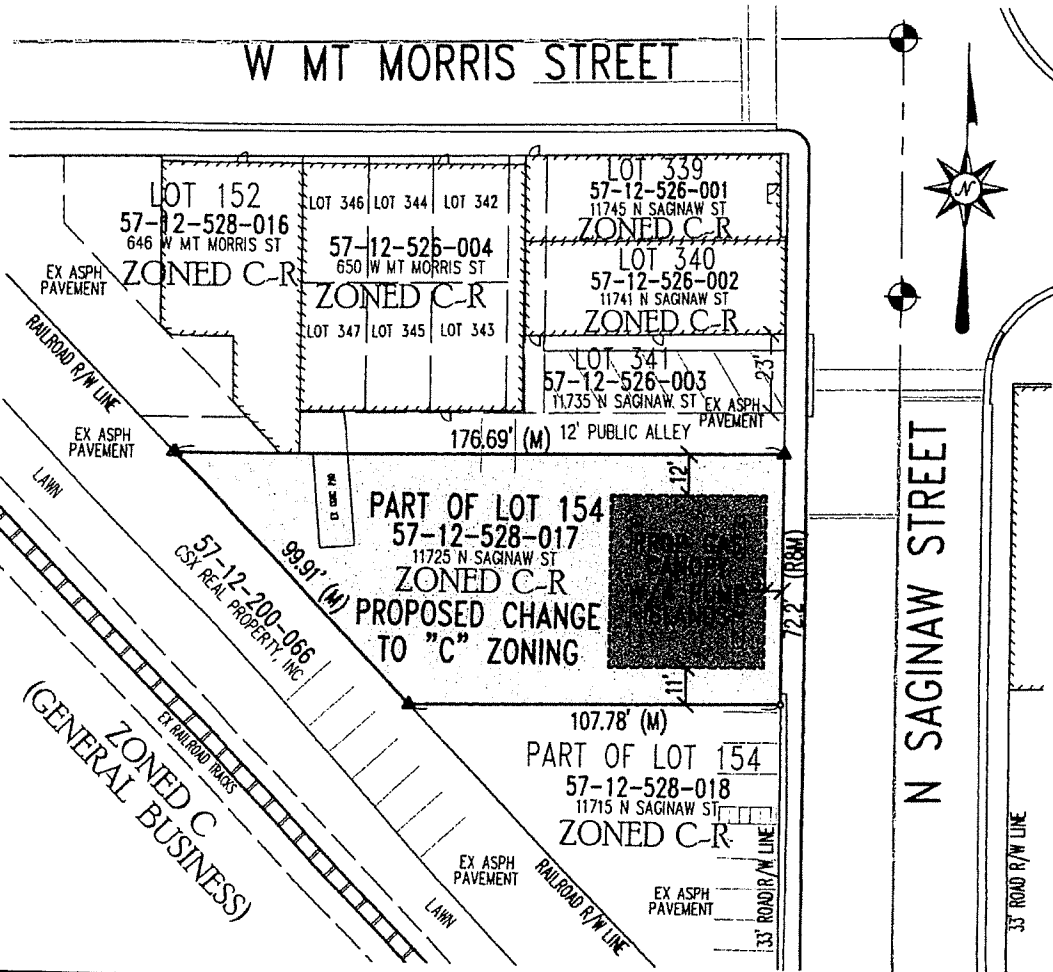 W MT MORRIS STREET
N
LOT 152
57-12-528-016
646 W MT MORRIS ST
ZONED C-R
LOT 346
LOT 344
LOT 342
57-12-526-004
650 W MT MORRIS ST
ZONED C-R
LOT 347
LOT 345
LOT 343
LOT 339
57-12-526-001
11745 N SAGINAW ST
ZONED C-R
LOT 340
57-12-526-002
11741 N SAGINAW ST
ZONED C-R
LOT 341
57-12-526-003
11735 N SAGINAW ST
EX ASPH
PAVEMENT
23'
EX ASPH
PAVEMENT
RAILROAD R/W LINE
EX ASPH
PAVEMENT
LAWN
176.69' (M)
12' PUBLIC ALLEY
12'
PART OF LOT 154
57-12-528-017
11725 N SAGINAW ST
ZONED C-R
PROPOSED CHANGE
TO "C" ZONING
99.91' (M)
72.2' (R&M)
11'
107.78' (M)
57-12-200-066
CSX REAL PROPERTY, INC
EX RAILROAD TRACKS
ZONED C
(GENERAL BUSINESS)
PART OF LOT 154
57-12-528-018
11715 N SAGINAW ST
ZONED C-R
EX ASPH
PAVEMENT
RAILROAD R/W LINE
LAWN
EX ASPH
PAVEMENT
33' ROAD R/W LINE
N SAGINAW STREET
33' ROAD R/W LINE